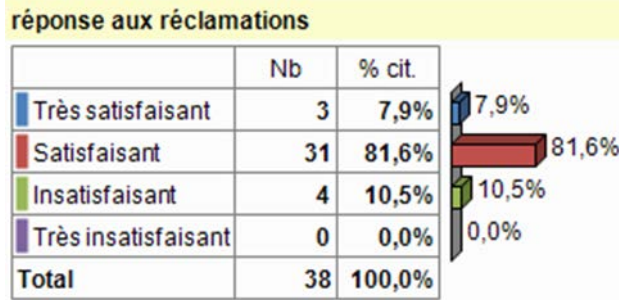 réponse aux réclamations
Nb % cit.
Très satisfaisant 3 7,9% 7,9%
Satisfaisant 31 81,6% 81,6%
Insatisfaisant 4 10,5% 10,5%
Très insatisfaisant 0 0,0% 0,0%
Total 38 100,0%